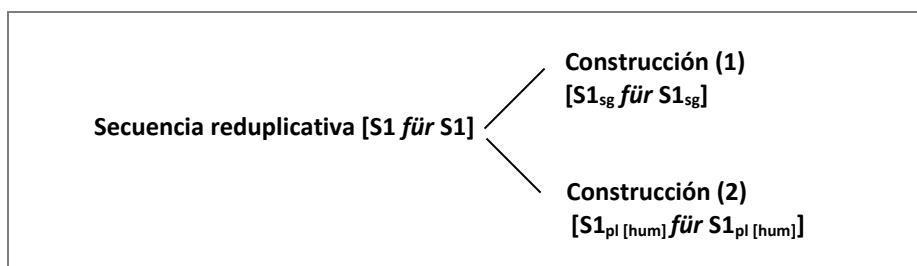 Construcción (1)
[S1sg für S1sg]
Secuencia reduplicativa [S1 für S1]
Construcción (2)
[S1pl [hum] für S1pl [hum]]